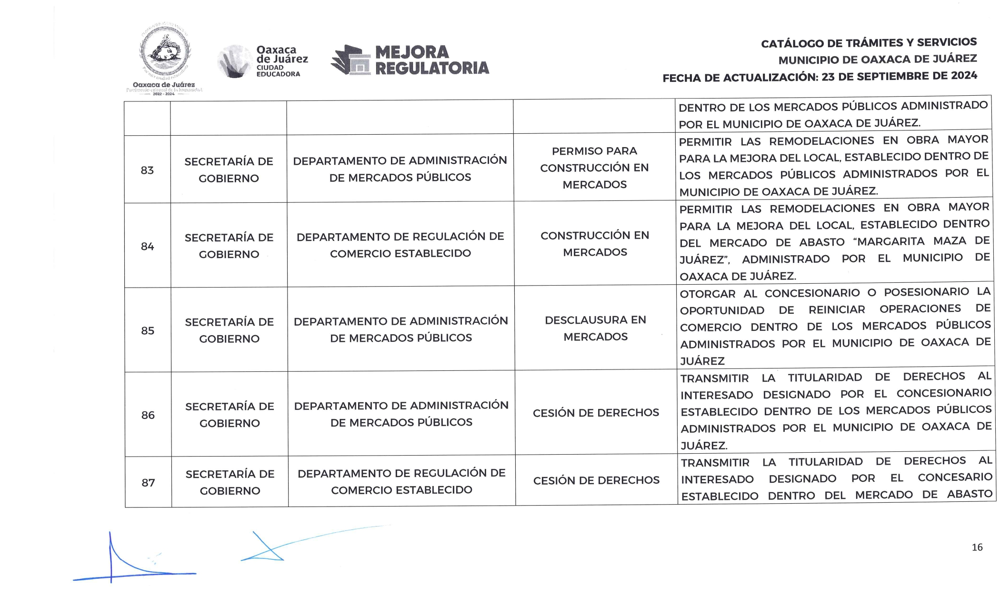 Oaxaca de Juárez
Patrimonio cultural de la humanidad
2022 - 2024
Oaxaca
de Juárez
CIUDAD
EDUCADORA
MEJORA
REGULATORIA
CATÁLOGO DE TRÁMITES Y SERVICIOS
MUNICIPIO DE OAXACA DE JUÁREZ
FECHA DE ACTUALIZACIÓN: 23 DE SEPTIEMBRE DE 2024
DENTRO DE LOS MERCADOS PÚBLICOS ADMINISTRADO
POR EL MUNICIPIO DE OAXACA DE JUÁREZ.
83
SECRETARÍA DE
GOBIERNO
DEPARTAMENTO DE ADMINISTRACIÓN
DE MERCADOS PÚBLICOS
PERMISO PARA
CONSTRUCCIÓN EN
MERCADOS
PERMITIR LAS REMODELACIONES EN OBRA MAYOR
PARA LA MEJORA DEL LOCAL, ESTABLECIDO DENTRO DE
LOS MERCADOS PÚBLICOS ADMINISTRADOS POR EL
MUNICIPIO DE OAXACA DE JUÁREZ.
84
SECRETARÍA DE
GOBIERNO
DEPARTAMENTO DE REGULACIÓN DE
COMERCIO ESTABLECIDO
CONSTRUCCIÓN EN
MERCADOS
PERMITIR LAS REMODELACIONES EN OBRA MAYOR
PARA LA MEJORA DEL LOCAL, ESTABLECIDO DENTRO
DEL MERCADO DE ABASTO “MARGARITA MAZA DE
JUÁREZ”, ADMINISTRADO POR EL MUNICIPIO DE
OAXACA DE JUÁREZ.
85
SECRETARÍA DE
GOBIERNO
DEPARTAMENTO DE ADMINISTRACIÓN
DE MERCADOS PÚBLICOS
DESCLAUSURA EN
MERCADOS
OTORGAR AL CONCESIONARIO O POSESIONARIO LA
OPORTUNIDAD DE REINICIAR OPERACIONES DE
COMERCIO DENTRO DE LOS MERCADOS PÚBLICOS
ADMINISTRADOS POR EL MUNICIPIO DE OAXACA DE
JUÁREZ
86
SECRETARÍA DE
GOBIERNO
DEPARTAMENTO DE ADMINISTRACIÓN
DE MERCADOS PÚBLICOS
CESIÓN DE DERECHOS
TRANSMITIR LA TITULARIDAD DE DERECHOS AL
INTERESADO DESIGNADO POR EL CONCESIONARIO
ESTABLECIDO DENTRO DE LOS MERCADOS PÚBLICOS
ADMINISTRADOS POR EL MUNICIPIO DE OAXACA DE
JUÁREZ.
87
SECRETARÍA DE
GOBIERNO
DEPARTAMENTO DE REGULACIÓN DE
COMERCIO ESTABLECIDO
CESIÓN DE DERECHOS
TRANSMITIR LA TITULARIDAD DE DERECHOS AL
INTERESADO DESIGNADO POR EL CONCESARIO
ESTABLECIDO DENTRO DEL MERCADO DE ABASTO
16